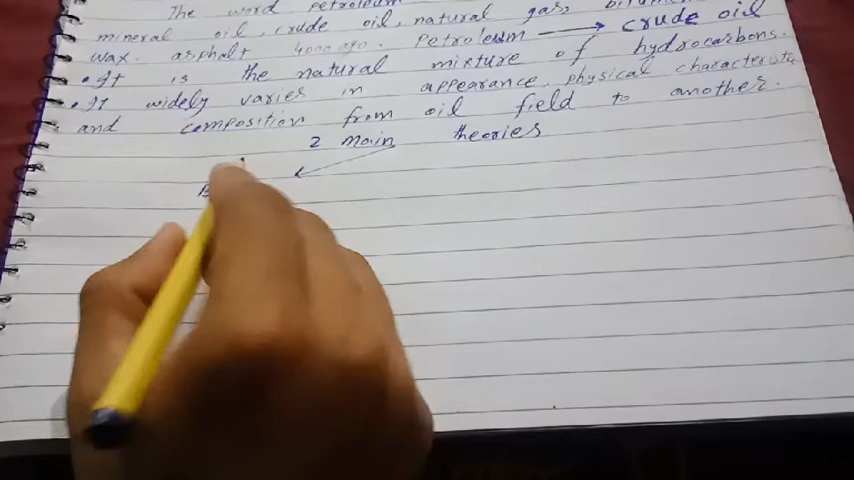 The word petroleum
mineral oil, crude oil, natural gas, bitumen
wax. asphalt 4000 ago. Petroleum → crude oil
• It is the natural mixture of hydrocarbons.
• It widely varies in appearance, physical characteristic
and composition from oil field to another.
2 main theories